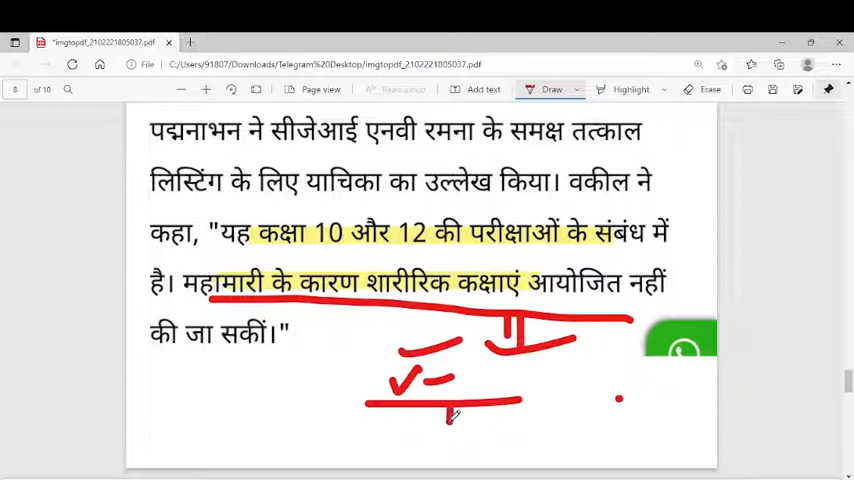 *imgtopdf_2102221805037.pdf
File C:/Users/91807/Downloads/Telegram%20Desktop/imgtopdf_2102221805037.pdf
8 of 10 Page view Read aloud Add text Draw Highlight Erase
पद्मनाभन ने सीजेआई एनवी रमना के समक्ष तत्काल
लिस्टिंग के लिए याचिका का उल्लेख किया। वकील ने
कहा, "यह कक्षा 10 और 12 की परीक्षाओं के संबंध में
है। महामारी के कारण शारीरिक कक्षाएं आयोजित नहीं
की जा सकीं।"